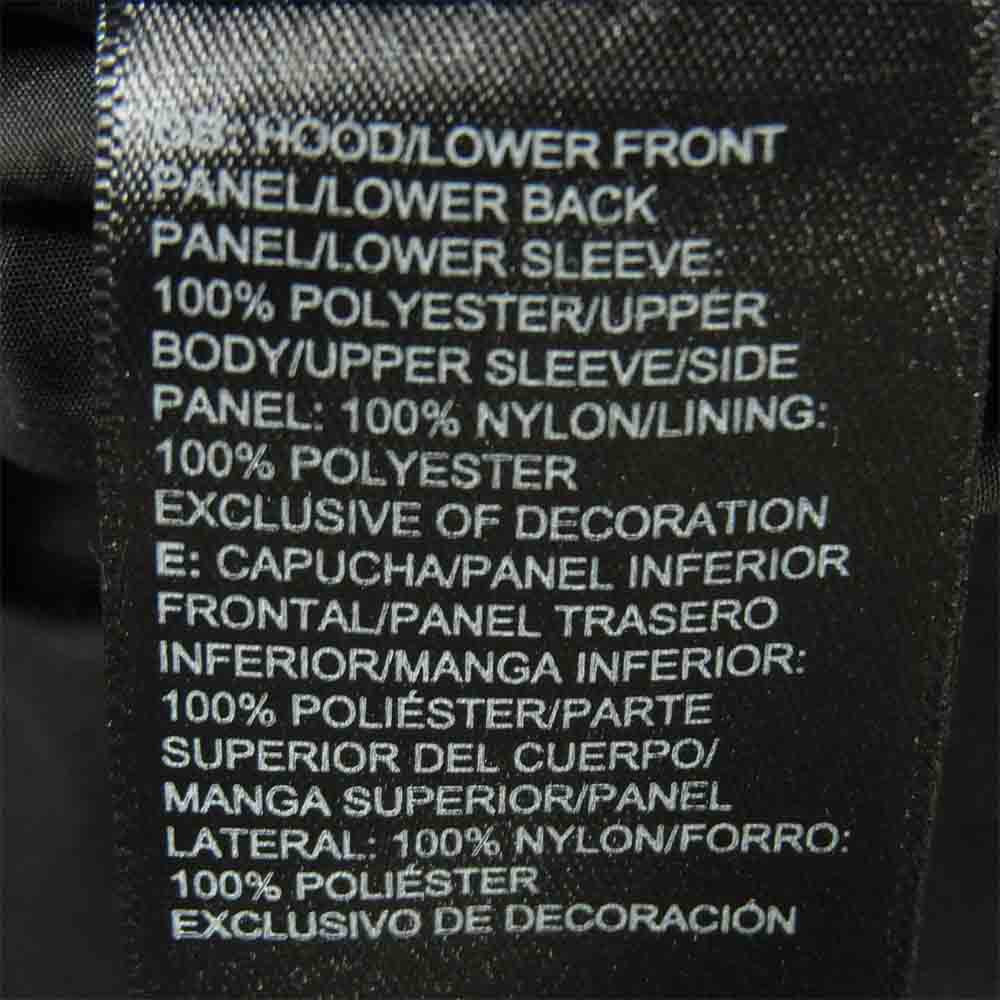 GB: HOOD/LOWER FRONT
PANEL/LOWER BACK
PANEL/LOWER SLEEVE:
100% POLYESTER/UPPER
BODY/UPPER SLEEVE/SIDE
PANEL: 100% NYLON/LINING:
100% POLYESTER
EXCLUSIVE OF DECORATION
E: CAPUCHA/PANEL INFERIOR
FRONTAL/PANEL TRASERO
INFERIOR/MANGA INFERIOR:
100% POLIÉSTER/PARTE
SUPERIOR DEL CUERPO/
MANGA SUPERIOR/PANEL
LATERAL: 100% NYLON/FORRO:
100% POLIÉSTER
EXCLUSIVO DE DECORACIÓN